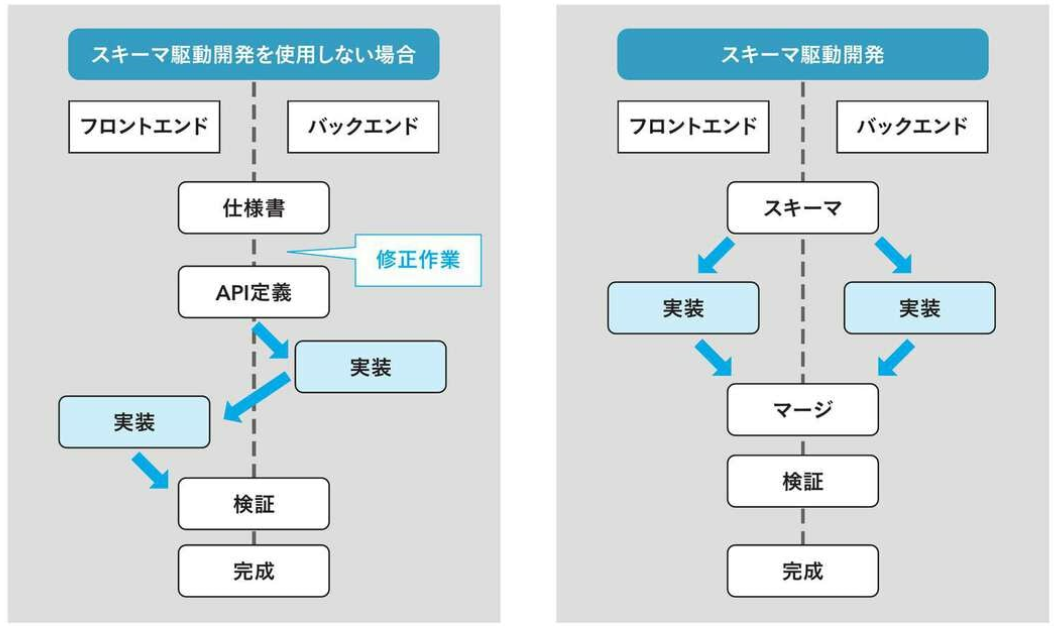 スキーマ駆動開発を使用しない場合
フロントエンド
バックエンド
仕様書
修正作業
API定義
実装
実装
検証
完成
スキーマ駆動開発
フロントエンド
バックエンド
スキーマ
実装
実装
マージ
検証
完成